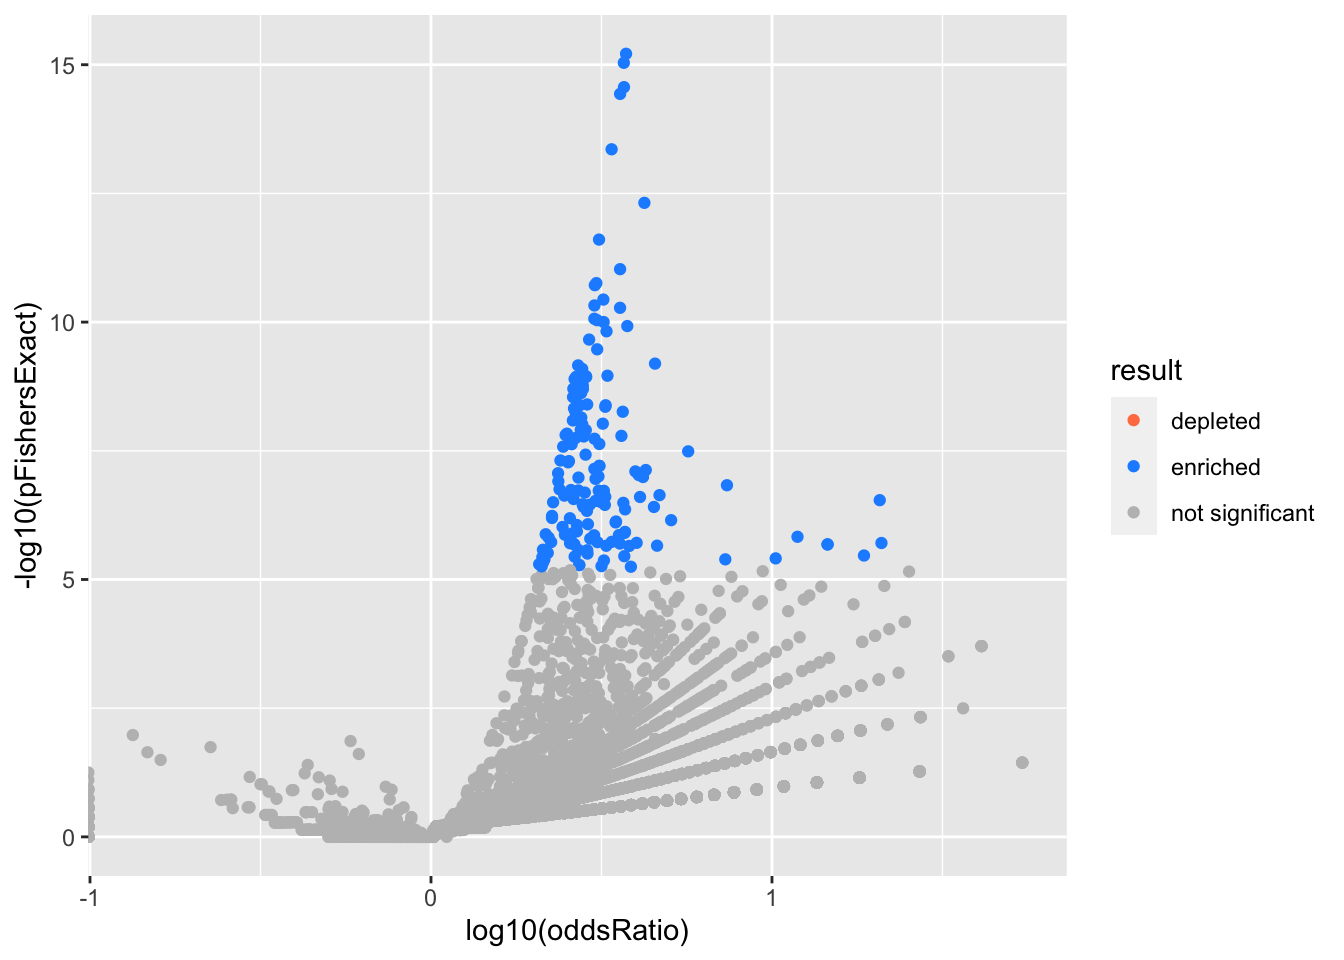 15
10
5
0
-1
0
1
-log10(pFishersExact)
log10(oddsRatio)
result
depleted
enriched
not significant